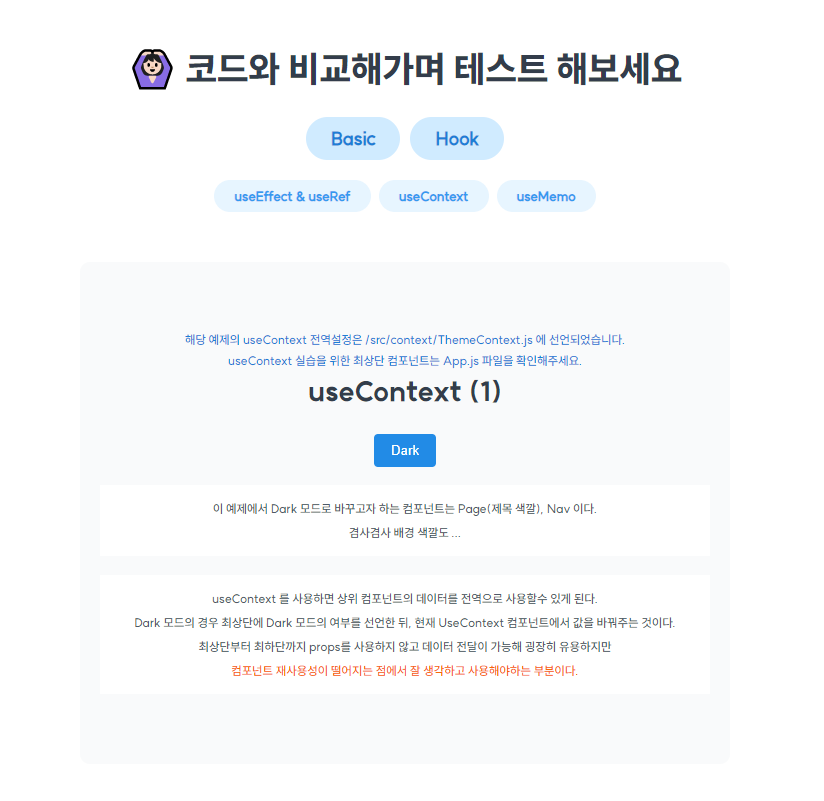 코드와 비교해가며 테스트 해보세요
Basic
Hook
useEffect & useRef
useContext
useMemo
해당 예제의 useContext 전역설정은 /src/context/ThemeContext.js 에 선언되었습니다.
useContext 실습을 위한 최상단 컴포넌트는 App.js 파일을 확인해주세요.
useContext (1)
Dark
이 예제에서 Dark 모드로 바꾸고자 하는 컴포넌트는 Page(제목 색깔), Nav 이다.
겸사겸사 배경 색깔도 ...
useContext 를 사용하면 상위 컴포넌트의 데이터를 전역으로 사용할수 있게 된다.
Dark 모드의 경우 최상단에 Dark 모드의 여부를 선언한 뒤, 현재 UseContext 컴포넌트에서 값을 바꿔주는 것이다.
최상단부터 최하단까지 props를 사용하지 않고 데이터 전달이 가능해 굉장히 유용하지만
컴포넌트 재사용성이 떨어지는 점에서 잘 생각하고 사용해야하는 부분이다.